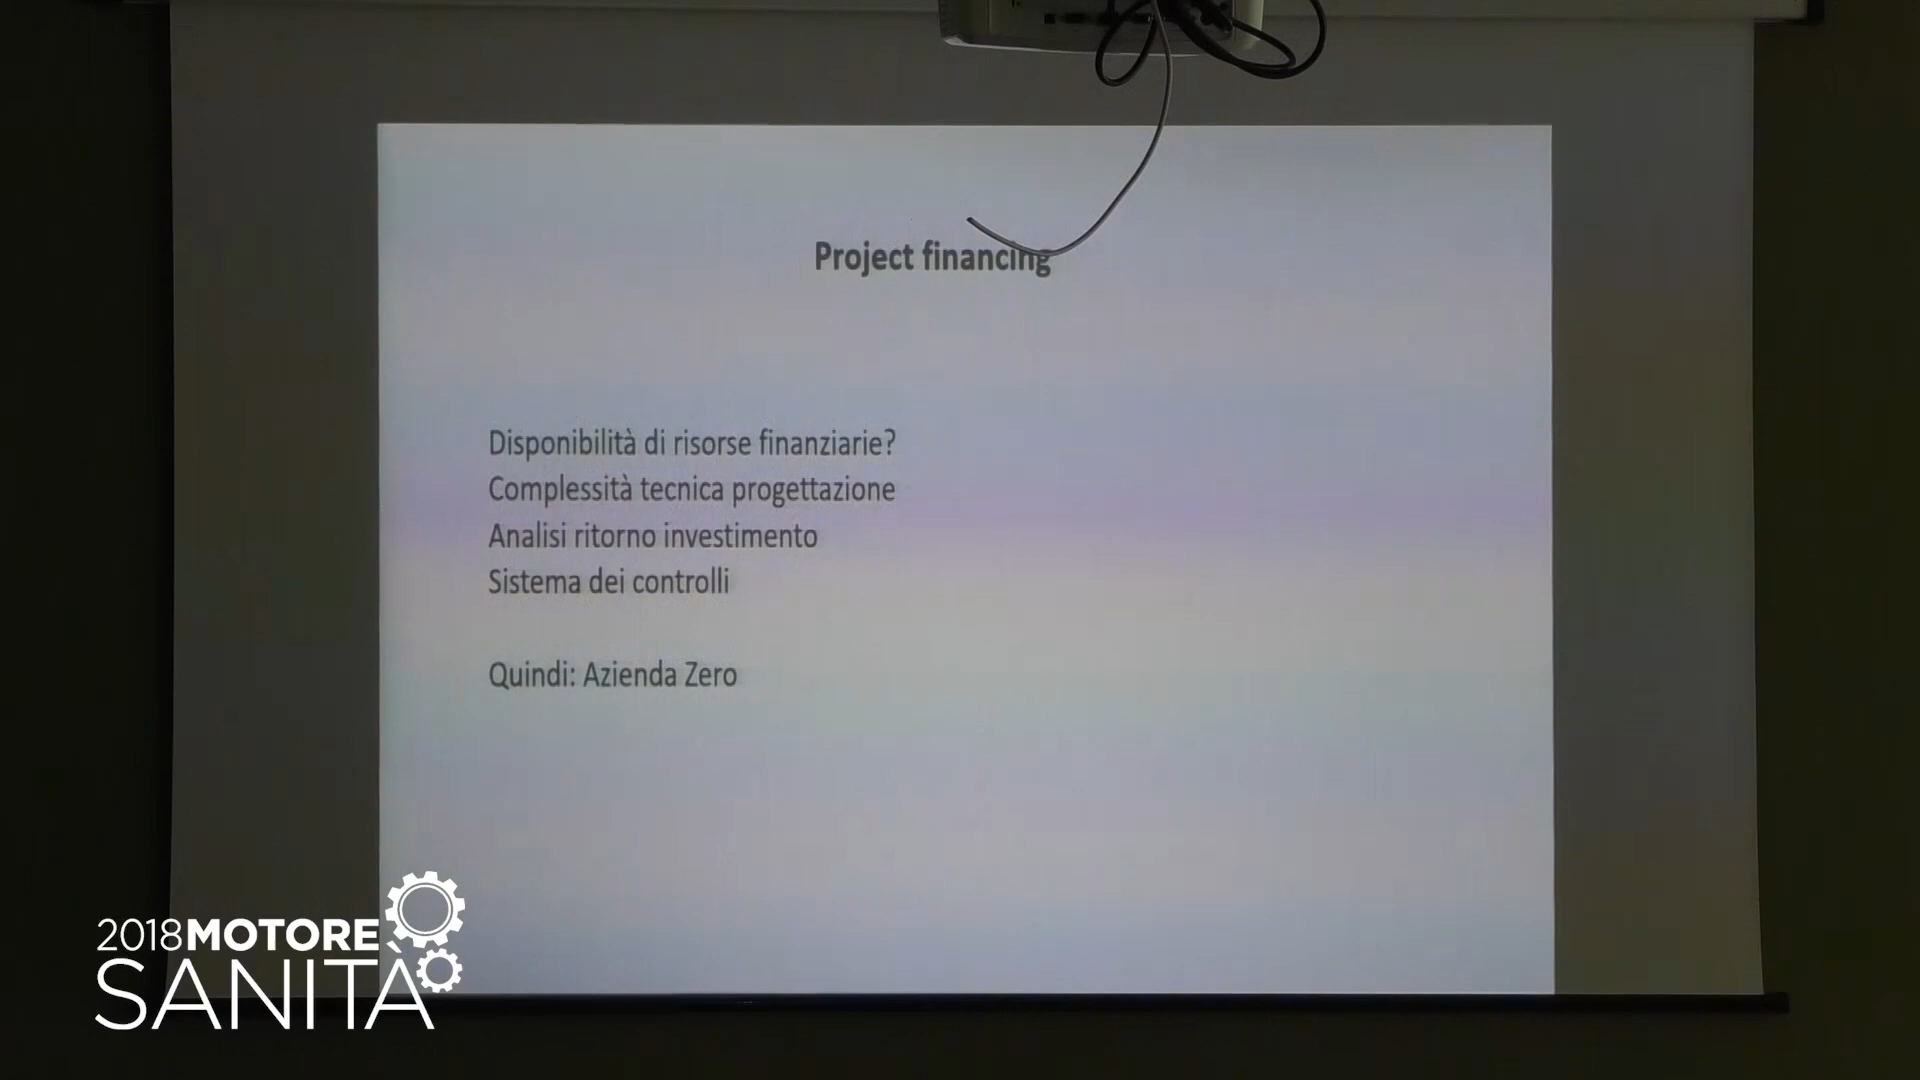 Project financing
Disponibilità di risorse finanziarie?
Complessità tecnica progettazione
Analisi ritorno investimento
Sistema dei controlli
Quindi: Azienda Zero
2018MOTORE
SANITÀ